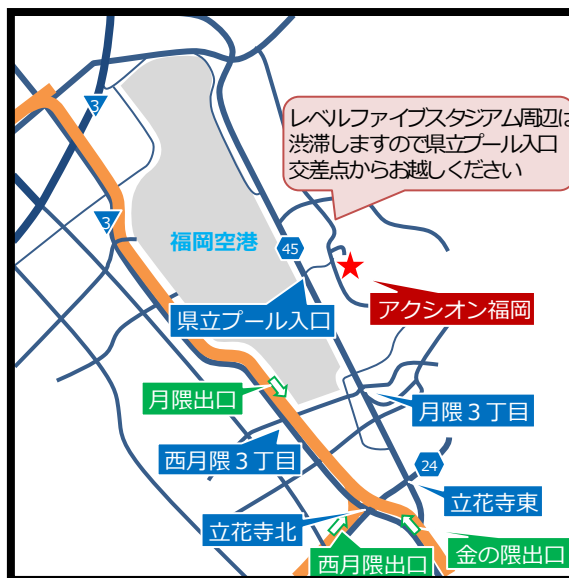 3
レベルファイブスタジアム周辺は
渋滞しますので県立プール入口
交差点からお越しください
3
福岡空港
45
県立プール入口
アクシオン福岡
月隈出口
月隈３丁目
西月隈３丁目
24
立花寺東
立花寺北
西月隈出口
金の隈出口